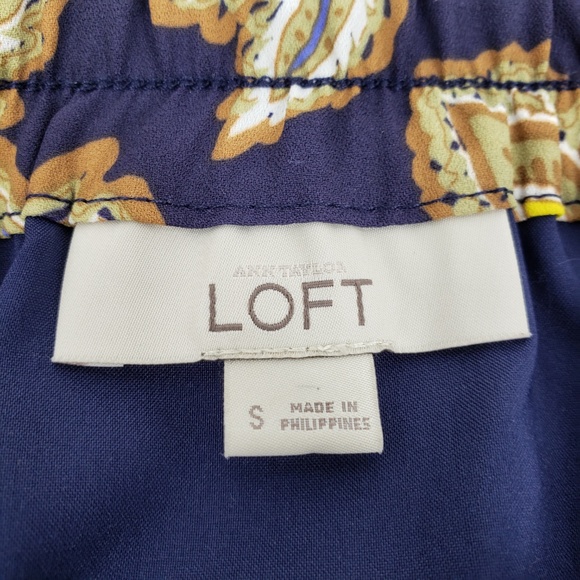 ANN TAYLOR
LOFT
S
MADE IN
PHILIPPINES